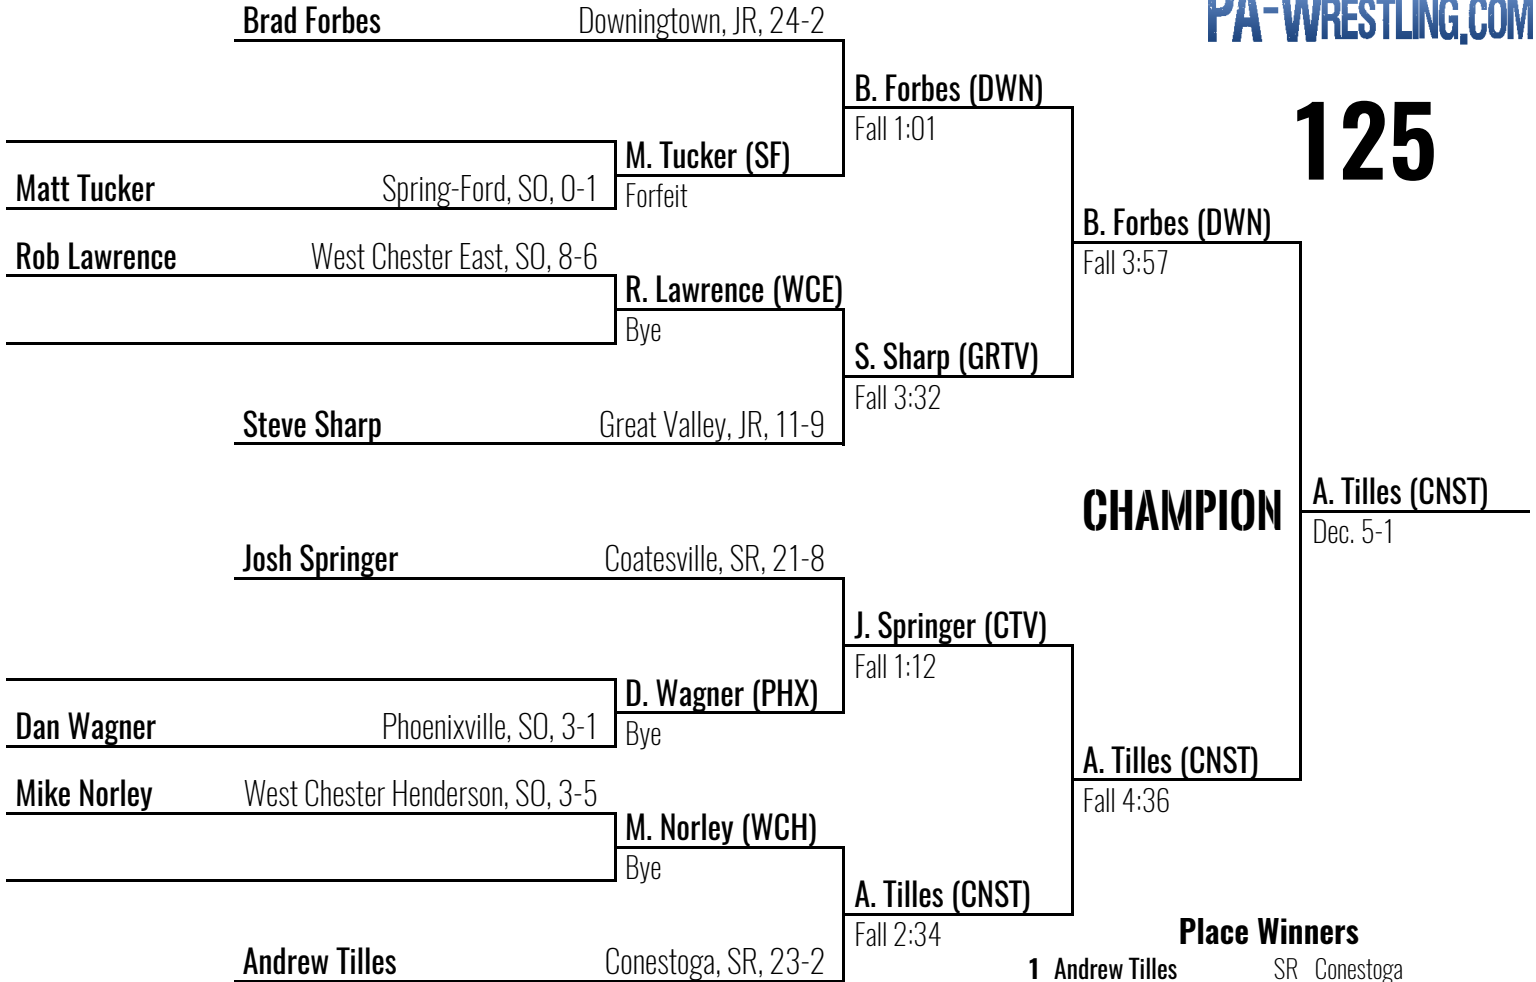 PA-WRESTLING.COM
Brad Forbes Downingtown, JR, 24-2
B. Forbes (DWN)
Fall 1:01
125
M. Tucker (SF)
Matt Tucker Spring-Ford, SO, 0-1
Forfeit
B. Forbes (DWN)
Fall 3:57
Rob Lawrence West Chester East, SO, 8-6
R. Lawrence (WCE)
Bye
S. Sharp (GRTV)
Fall 3:32
Steve Sharp Great Valley, JR, 11-9
CHAMPION
A. Tilles (CNST)
Dec. 5-1
Josh Springer Coatesville, SR, 21-8
J. Springer (CTV)
Fall 1:12
D. Wagner (PHX)
Dan Wagner Phoenixville, SO, 3-1
Bye
A. Tilles (CNST)
Fall 4:36
Mike Norley West Chester Henderson, SO, 3-5
M. Norley (WCH)
Bye
A. Tilles (CNST)
Fall 2:34
Place Winners
Andrew Tilles Conestoga, SR, 23-2
1 Andrew Tilles SR Conestoga